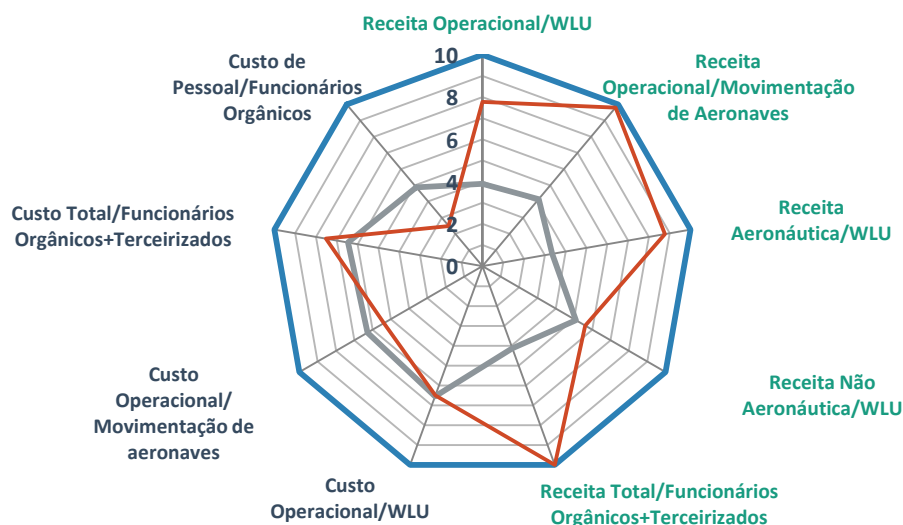 Receita Operacional/WLU
Receita
Operacional/Movimentação
de Aeronaves
Receita
Aeronáutica/WLU
Receita Não
Aeronáutica/WLU
Receita Total/Funcionários
Orgânicos+Terceirizados
Custo
Operacional/WLU
Custo
Operacional/
Movimentação de
aeronaves
Custo Total/Funcionários
Orgânicos+Terceirizados
Custo de
Pessoal/Funcionários
Orgânicos
10
8
6
4
2
0